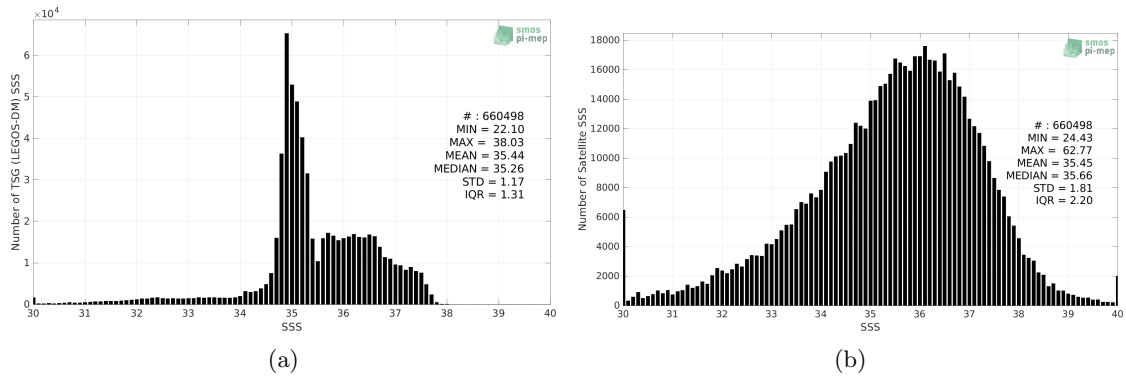 ×10⁴
6
5
4
3
2
1
0
30 31 32 33 34 35 36 37 38 39 40
SSS
Number of TSG (LEGOS-DM) SSS
smos
pi-mep
# : 660498
MIN = 22.10
MAX = 38.03
MEAN = 35.44
MEDIAN = 35.26
STD = 1.17
IQR = 1.31
(a)
18000
16000
14000
12000
10000
8000
6000
4000
2000
0
30 31 32 33 34 35 36 37 38 39 40
SSS
Number of Satellite SSS
smos
pi-mep
# : 660498
MIN = 24.43
MAX = 62.77
MEAN = 35.45
MEDIAN = 35.66
STD = 1.81
IQR = 2.20
(b)